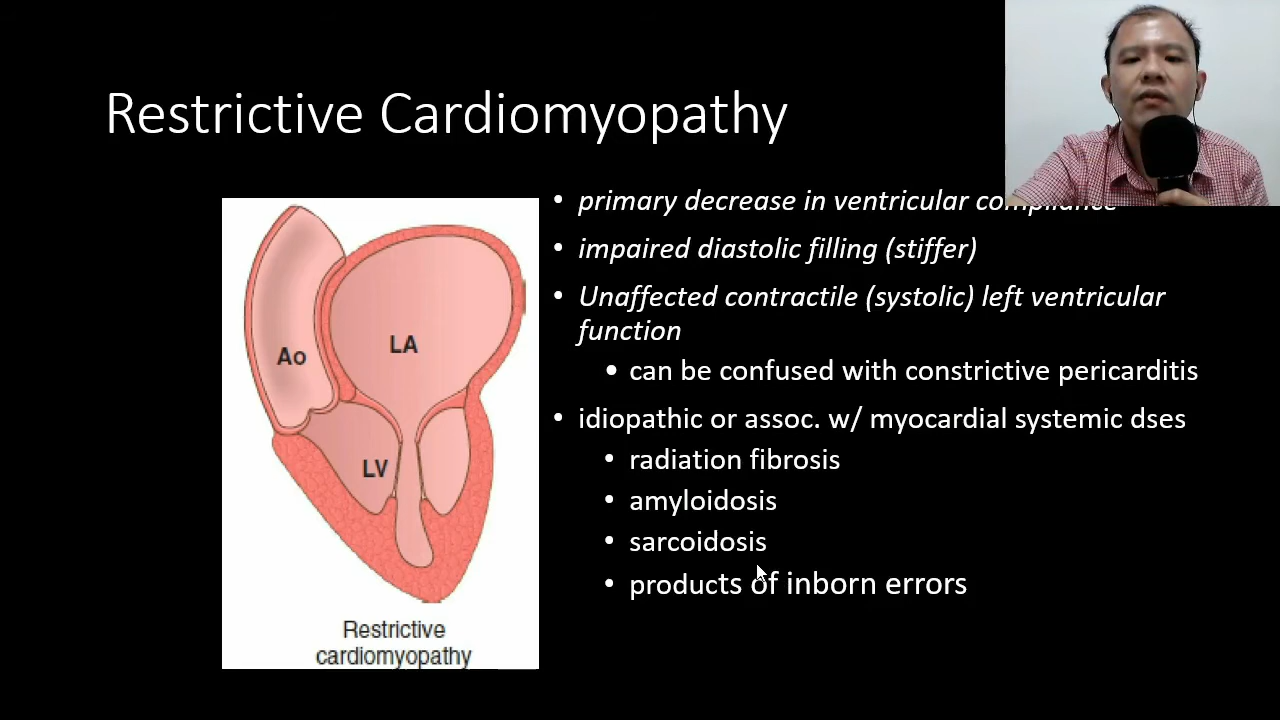 Restrictive Cardiomyopathy
• primary decrease in ventricular compliance
• impaired diastolic filling (stiffer)
• Unaffected contractile (systolic) left ventricular
function
• can be confused with constrictive pericarditis
• idiopathic or assoc. w/ myocardial systemic dses
• radiation fibrosis
• amyloidosis
• sarcoidosis
• products of inborn errors
Ao
LA
LV
Restrictive
cardiomyopathy